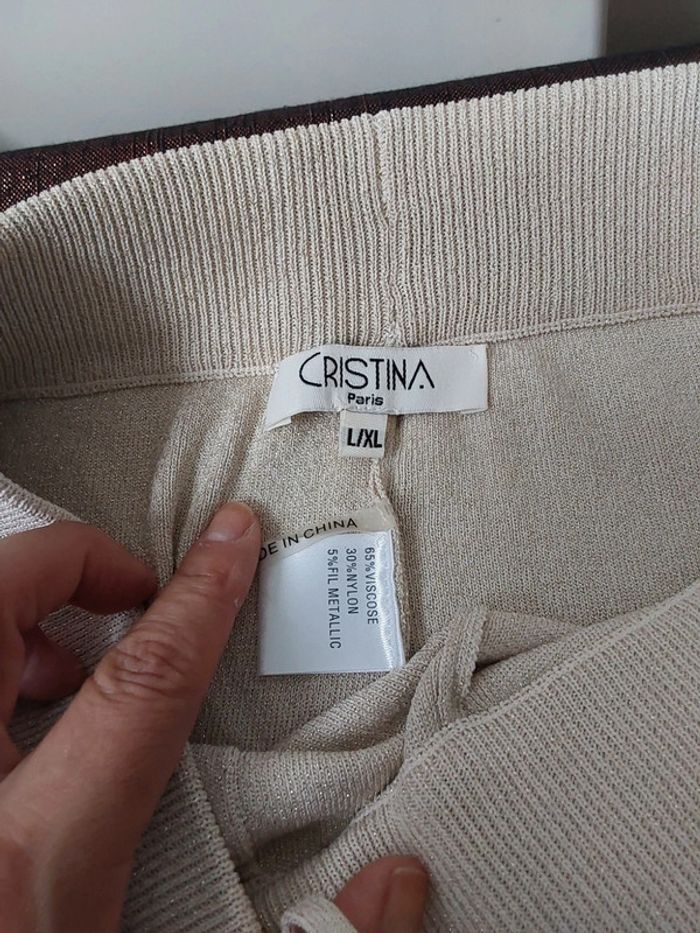 CRISTINA
Paris
L/XL
DE IN CHINA
65%VISCOSE
30%NYLON
5%FIL METALLIC